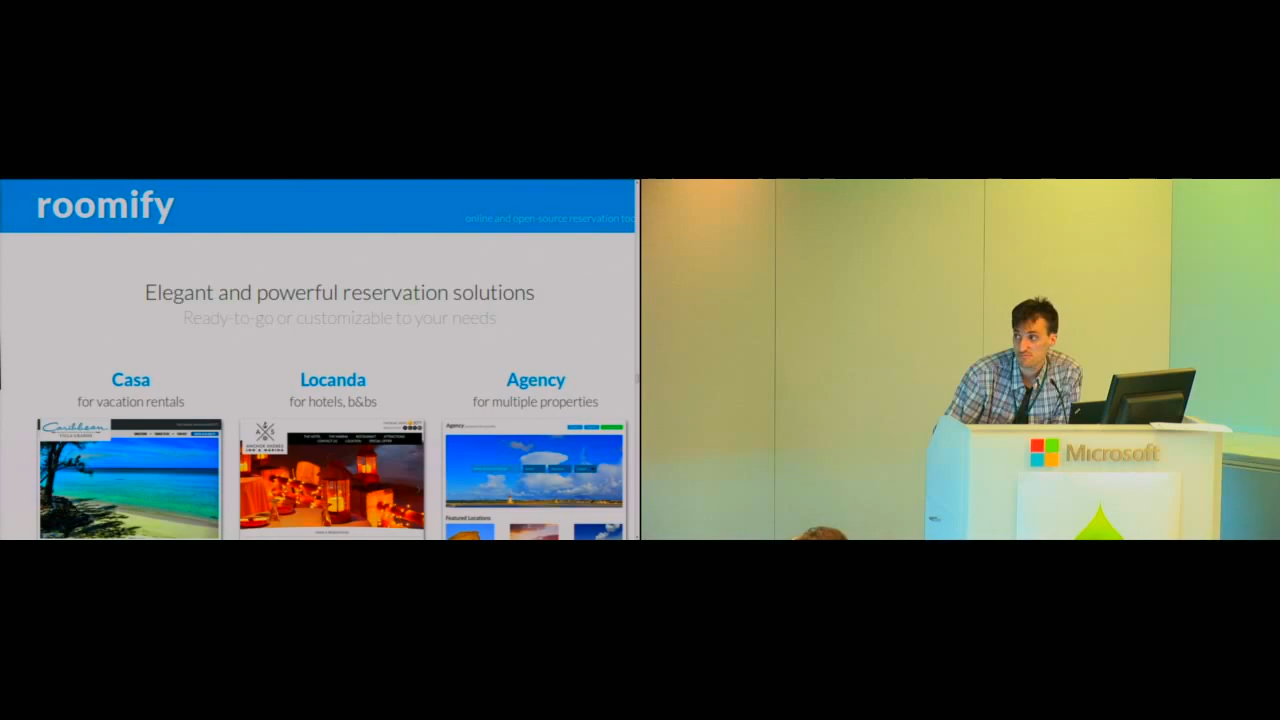 roomify
online and open-source reservation too
Elegant and powerful reservation solutions
Ready-to-go or customizable to your needs
Casa
for vacation rentals
Locanda
for hotels, b&bs
Agency
for multiple properties
Caribbean
Agency
Featured Locations
Microsoft